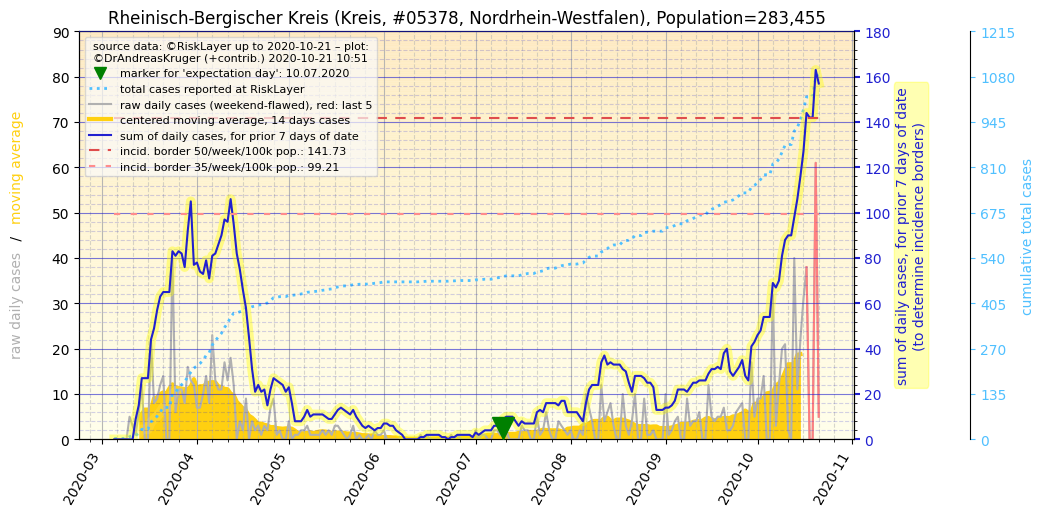 Rheinisch-Bergischer Kreis (Kreis, #05378, Nordrhein-Westfalen), Population=283,455
source data: ©RiskLayer up to 2020-10-21 – plot:
©DrAndreasKruger (+contrib.) 2020-10-21 10:51
marker for 'expectation day': 10.07.2020
total cases reported at RiskLayer
raw daily cases (weekend-flawed), red: last 5
centered moving average, 14 days cases
sum of daily cases, for prior 7 days of date
incid. border 50/week/100k pop.: 141.73
incid. border 35/week/100k pop.: 99.21
raw daily cases / moving average
90
80
70
60
50
40
30
20
10
0
180
160
140
120
100
80
60
40
20
0
sum of daily cases, for prior 7 days of date
(to determine incidence borders)
1215
1080
945
810
675
540
405
270
135
0
cumulative total cases
2020-03
2020-04
2020-05
2020-06
2020-07
2020-08
2020-09
2020-10
2020-11